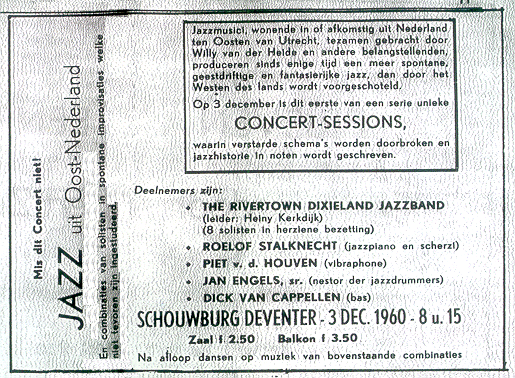 Mis dit Concert niet!
JAZZ uit Oost-Nederland
En combinaties van solisten in spontane improvisaties welke
niet tevoren zijn ingestudeerd.
Jazzmusici, wonende in of afkomstig uit Nederland
ten Oosten van Utrecht, tezamen gebracht door
Willy van der Heide en andere belangstellenden,
produceren sinds enige tijd een meer spontane,
geestdriftige en fantasierijke jazz, dan door het
Westen des lands wordt voorgeschoteld.
Op 3 december is dit eerste van een serie unieke
CONCERT-SESSIONS,
waarin verstarde schema's worden doorbroken en
jazzhistorie in noten wordt geschreven.
Deelnemers zijn:
• THE RIVERTOWN DIXIELAND JAZZBAND
(leider: Heiny Kerkdijk)
(8 solisten in herziene bezetting)
• ROELOF STALKNECHT (jazzpiano en scherzi)
• PIET v. d. HOUVEN (vibraphone)
• JAN ENGELS, sr. (nestor der jazzdrummers)
• DICK VAN CAPPELLEN (bas)
SCHOUWBURG DEVENTER - 3 DEC. 1960 - 8 u. 15
Zaal f 2.50 Balkon f 3.50
Na afloop dansen op muziek van bovenstaande combinaties